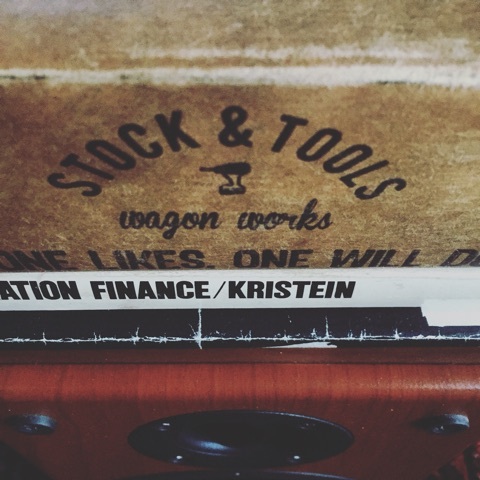 STOCK & TOOLS
wagon works
ONE LIKES. ONE WILL
ATION FINANCE/KRISTEIN